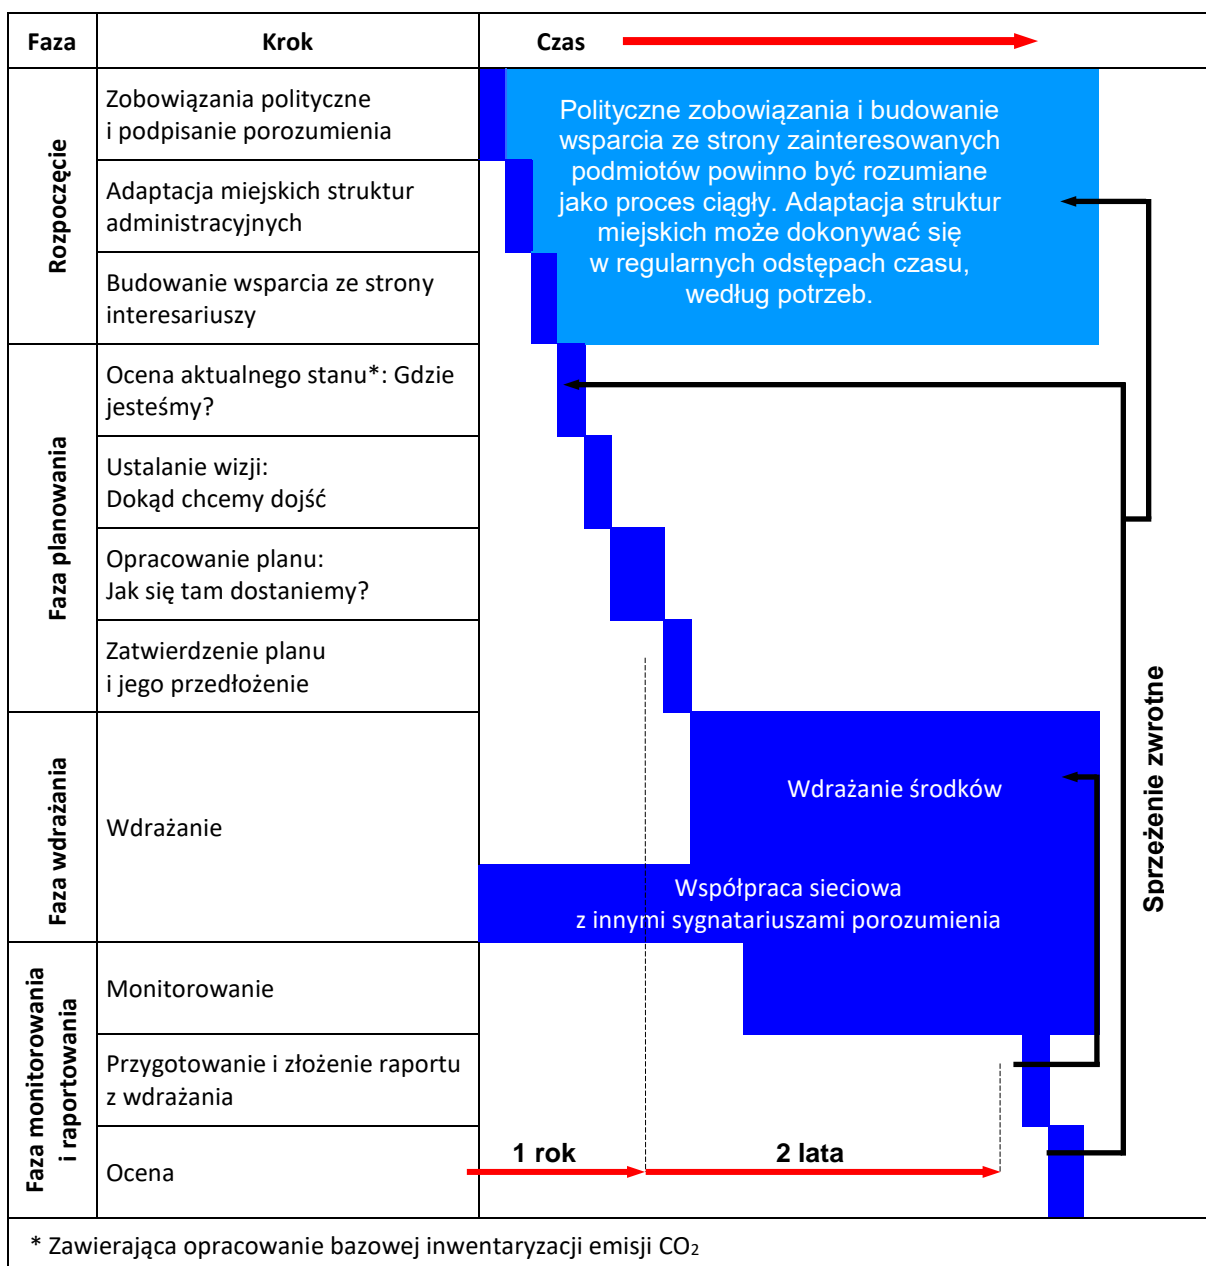 Faza
Krok
Czas
Rozpoczęcie
Zobowiązania polityczne
i podpisanie porozumienia
Polityczne zobowiązania i budowanie
wsparcia ze strony zainteresowanych
podmiotów powinno być rozumiane
jako proces ciągły. Adaptacja struktur
miejskich może dokonywać się
w regularnych odstępach czasu,
według potrzeb.
Adaptacja miejskich struktur
administracyjnych
Budowanie wsparcia ze strony
interesariuszy
Faza planowania
Ocena aktualnego stanu*: Gdzie
jesteśmy?
Ustalanie wizji:
Dokąd chcemy dojść
Opracowanie planu:
Jak się tam dostaniemy?
Zatwierdzenie planu
i jego przedłożenie
Faza wdrażania
Wdrażanie
Wdrażanie środków
Współpraca sieciowa
z innymi sygnatariuszami porozumienia
Sprzężenie zwrotne
Faza monitorowania
i raportowania
Monitorowanie
Przygotowanie i złożenie raportu
z wdrażania
Ocena
1 rok
2 lata
* Zawierająca opracowanie bazowej inwentaryzacji emisji CO₂